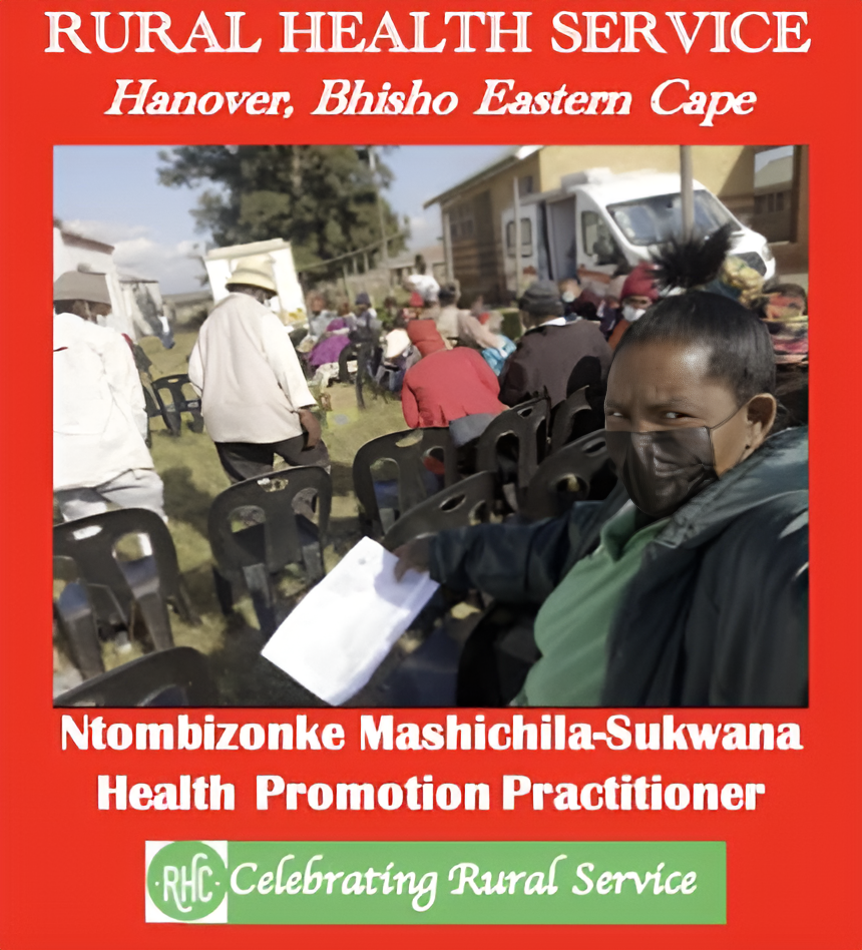 RURAL HEALTH SERVICE
Hanover, Bhisho Eastern Cape
Ntombizonke Mashichila-Sukwana
Health Promotion Practitioner
RHC Celebrating Rural Service